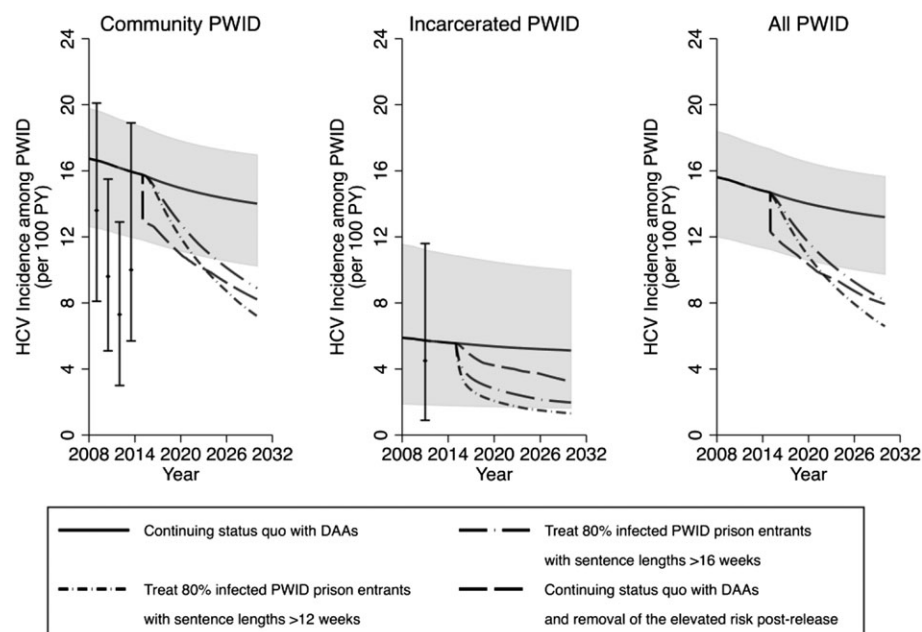 Community PWID
24
20
16
12
8
4
0
HCV Incidence among PWID
(per 100 PY)
2008 2014 2020 2026 2032
Year
Incarcerated PWID
24
20
16
12
8
4
0
HCV Incidence among PWID
(per 100 PY)
2008 2014 2020 2026 2032
Year
All PWID
24
20
16
12
8
4
0
HCV Incidence among PWID
(per 100 PY)
2008 2014 2020 2026 2032
Year
Continuing status quo with DAAs
Treat 80% infected PWID prison entrants
with sentence lengths >16 weeks
Treat 80% infected PWID prison entrants
with sentence lengths >12 weeks
Continuing status quo with DAAs
and removal of the elevated risk post-release